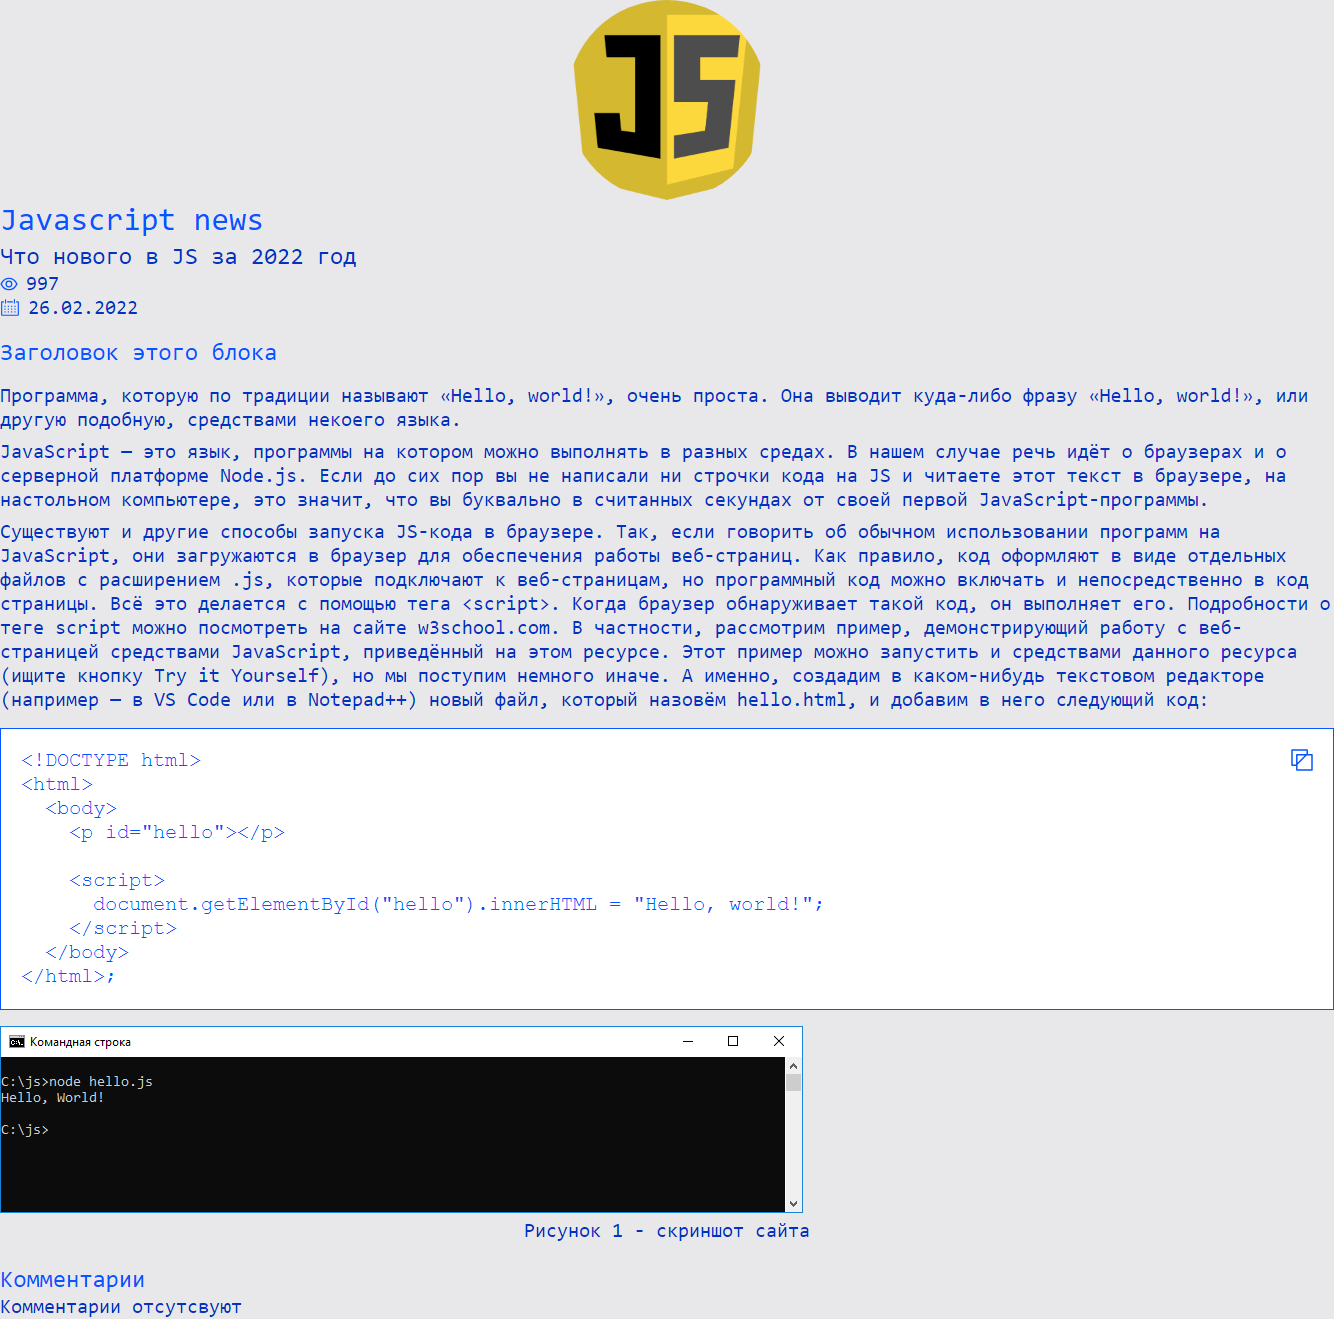 JS
Javascript news
Что нового в JS за 2022 год
997
26.02.2022
Заголовок этого блока
Программа, которую по традиции называют «Hello, world!», очень проста. Она выводит куда-либо фразу «Hello, world!», или
другую подобную, средствами некоего языка.
JavaScript — это язык, программы на котором можно выполнять в разных средах. В нашем случае речь идёт о браузерах и о
серверной платформе Node.js. Если до сих пор вы не написали ни строчки кода на JS и читаете этот текст в браузере, на
настольном компьютере, это значит, что вы буквально в считанных секундах от своей первой JavaScript-программы.
Существуют и другие способы запуска JS-кода в браузере. Так, если говорить об обычном использовании программ на
JavaScript, они загружаются в браузер для обеспечения работы веб-страниц. Как правило, код оформляют в виде отдельных
файлов с расширением .js, которые подключают к веб-страницам, но программный код можно включать и непосредственно в код
страницы. Всё это делается с помощью тега <script>. Когда браузер обнаруживает такой код, он выполняет его. Подробности о
теге script можно посмотреть на сайте w3school.com. В частности, рассмотрим пример, демонстрирующий работу с веб-
страницей средствами JavaScript, приведённый на этом ресурсе. Этот пример можно запустить и средствами данного ресурса
(ищите кнопку Try it Yourself), но мы поступим немного иначе. А именно, создадим в каком-нибудь текстовом редакторе
(например — в VS Code или в Notepad++) новый файл, который назовём hello.html, и добавим в него следующий код:
<!DOCTYPE html>
<html>
  <body>
    <p id="hello"></p>

    <script>
      document.getElementById("hello").innerHTML = "Hello, world!";
    </script>
  </body>
</html>;
Командная строка
C:\js>node hello.js
Hello, World!
C:\js>
Рисунок 1 - скриншот сайта
Комментарии
Комментарии отсутсвуют